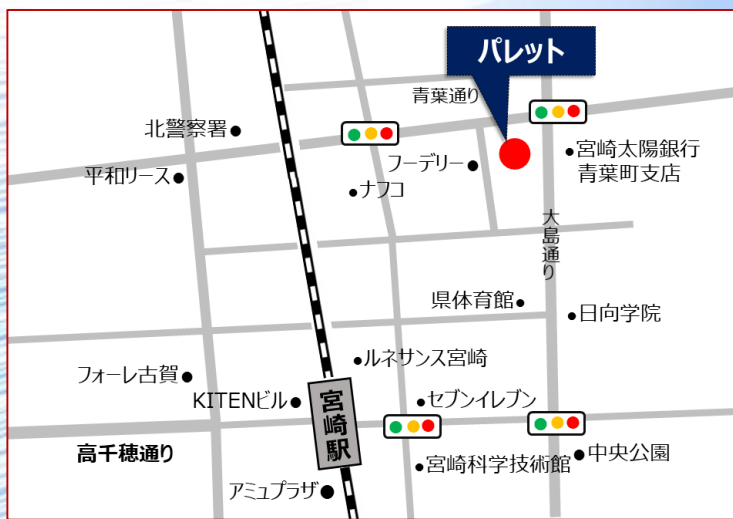 パレット
青葉通り
北警察署
宮崎太陽銀行
青葉町支店
フーデリー
平和リース
ナフコ
大島通り
県体育館
日向学院
ルネサンス宮崎
フォーレ古賀
KITENビル
宮崎駅
セブンイレブン
高千穂通り
宮崎科学技術館
中央公園
アミュプラザ